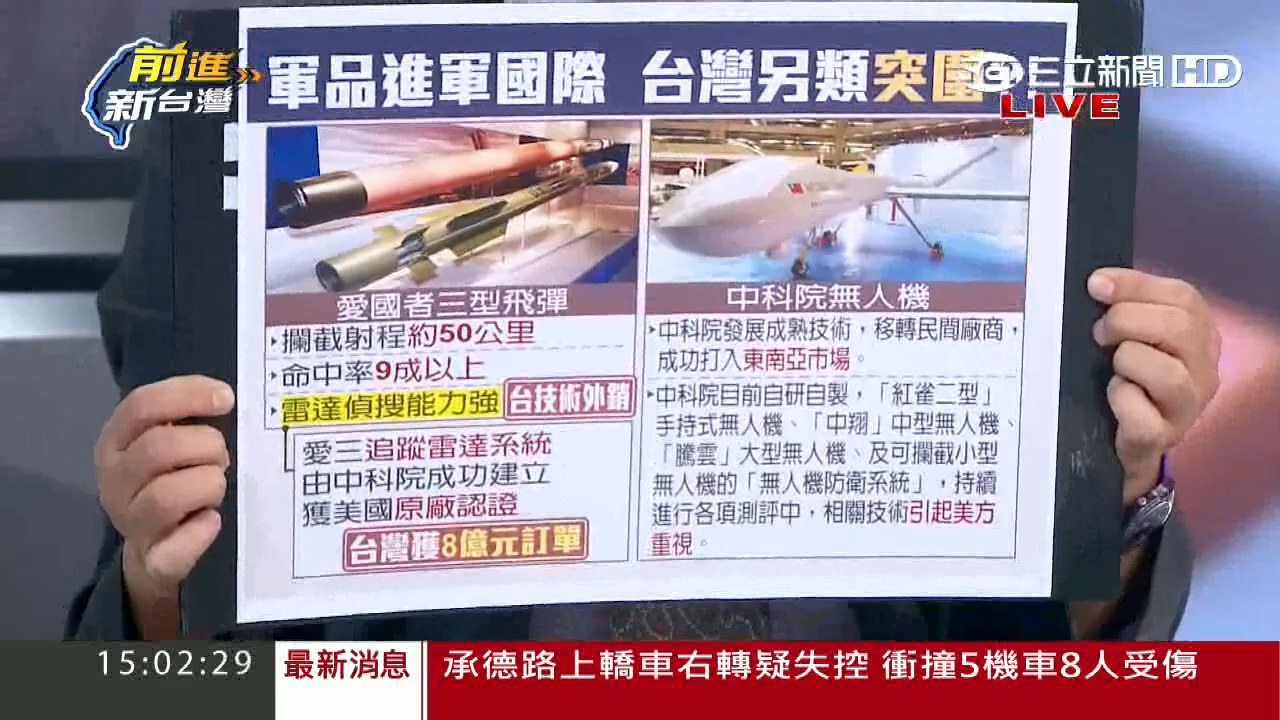 前進
新台灣
軍品進軍國際 台灣另類突圍
三立新聞HD
LIVE
愛國者三型飛彈
‧攔截射程約50公里
‧命中率9成以上
‧雷達偵搜能力強
台技術外銷
愛三追蹤雷達系統
由中科院成功建立
獲美國原廠認證
台灣獲8億元訂單
中科院無人機
‧中科院發展成熟技術，移轉民間廠商，
成功打入東南亞市場。
‧中科院目前自研自製，「紅雀二型」
手持式無人機、「中翔」中型無人機、
「騰雲」大型無人機、及可攔截小型
無人機的「無人機防衛系統」，持續
進行各項測評中，相關技術引起美方
重視。
15:02:29
最新消息
承德路上轎車右轉疑失控 衝撞5機車8人受傷